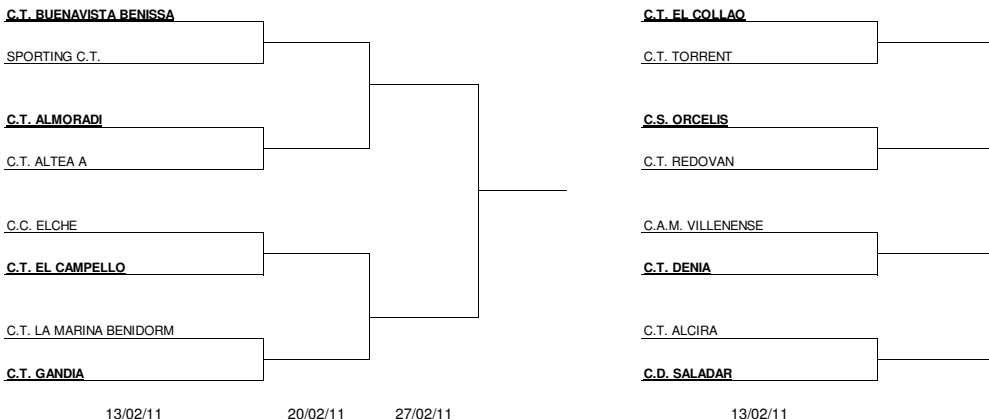 C.T. BUENAVISTA BENISSA
SPORTING C.T.
C.T. ALMORADI
C.T. ALTEA A
C.C. ELCHE
C.T. EL CAMPELLO
C.T. LA MARINA BENIDORM
C.T. GANDIA
13/02/11 20/02/11 27/02/11
C.T. EL COLLAO
C.T. TORRENT
C.S. ORCELIS
C.T. REDOVAN
C.A.M. VILLENENSE
C.T. DENIA
C.T. ALCIRA
C.D. SALADAR
13/02/11